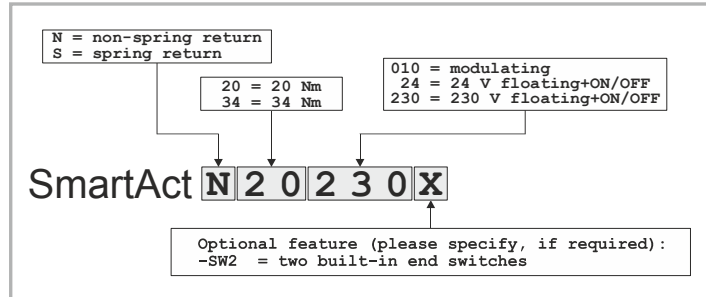 N = non-spring return
S = spring return
20 = 20 Nm
34 = 34 Nm
010 = modulating
24 = 24 V floating+ON/OFF
230 = 230 V floating+ON/OFF
SmartAct N 2 0 2 3 0 X
Optional feature (please specify, if required):
-SW2 = two built-in end switches